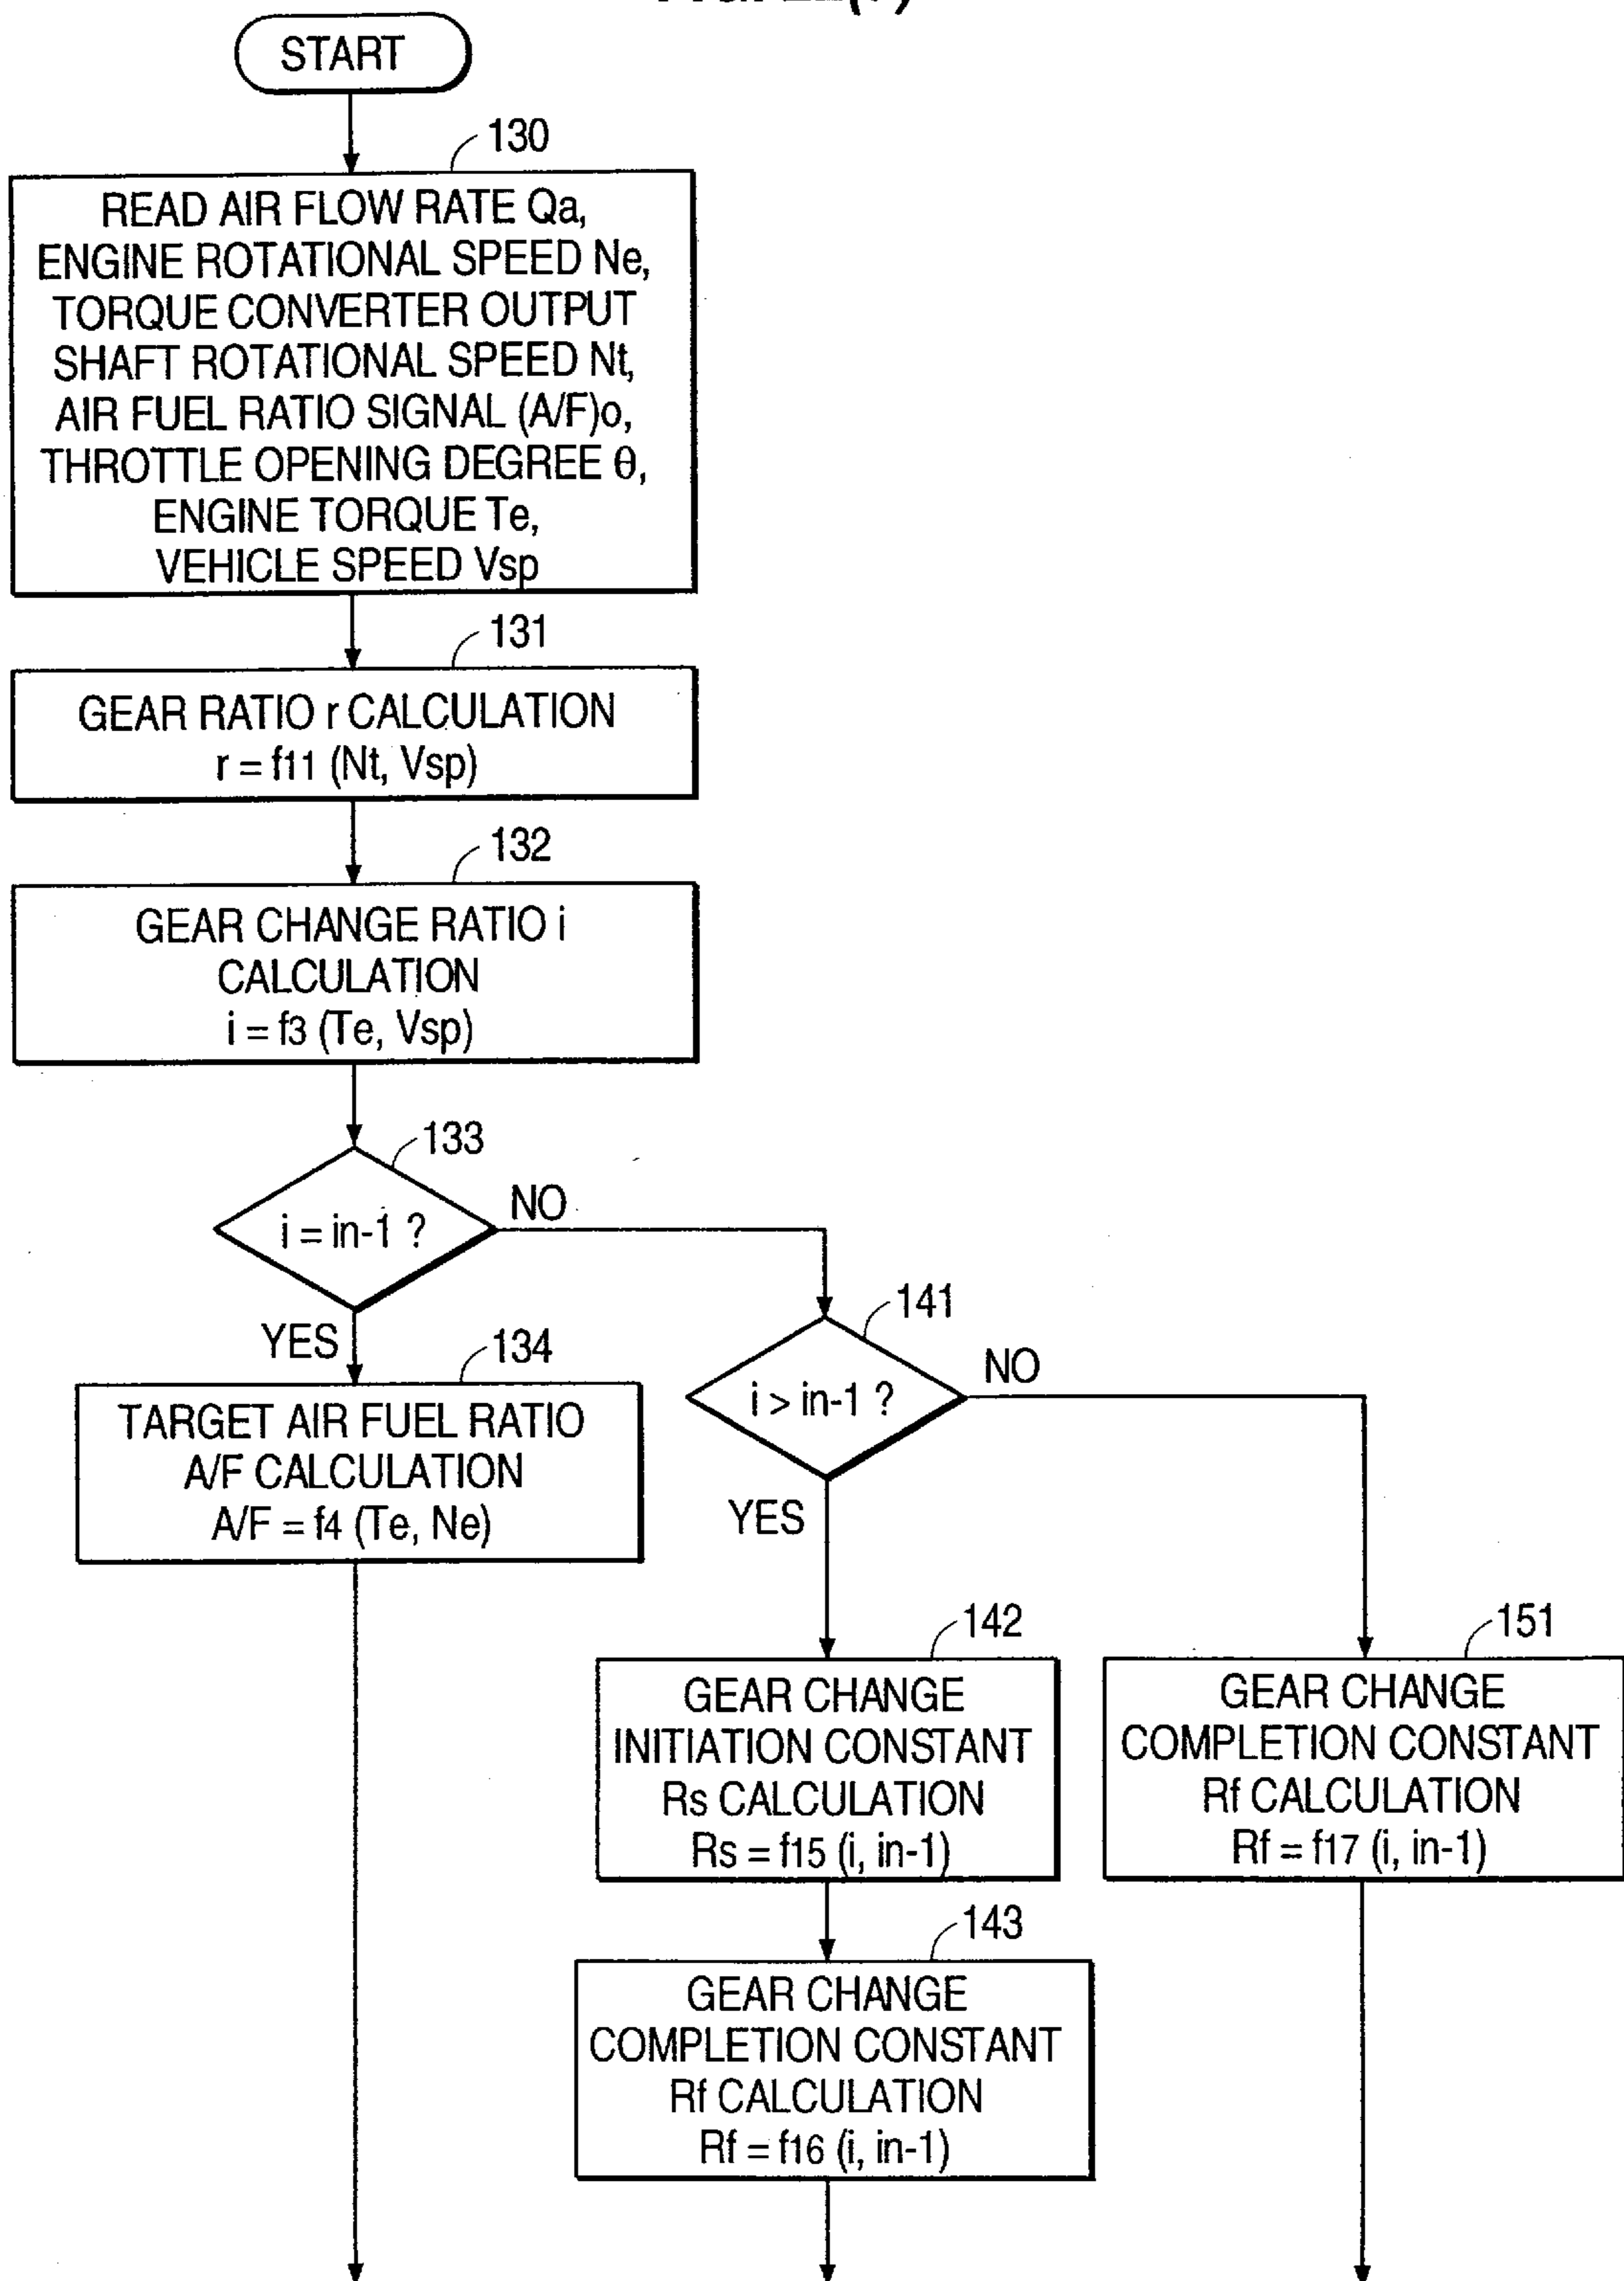 START
130
READ AIR FLOW RATE Qa,
ENGINE ROTATIONAL SPEED Ne,
TORQUE CONVERTER OUTPUT
SHAFT ROTATIONAL SPEED Nt,
AIR FUEL RATIO SIGNAL (A/F)o,
THROTTLE OPENING DEGREE θ,
ENGINE TORQUE Te,
VEHICLE SPEED Vsp
131
GEAR RATIO r CALCULATION
r = f11 (Nt, Vsp)
132
GEAR CHANGE RATIO i
CALCULATION
i = f3 (Te, Vsp)
133
i = in-1 ?
NO
YES
134
TARGET AIR FUEL RATIO
A/F CALCULATION
A/F = f4 (Te, Ne)
141
i > in-1 ?
NO
YES
142
GEAR CHANGE
INITIATION CONSTANT
Rs CALCULATION
Rs = f15 (i, in-1)
143
GEAR CHANGE
COMPLETION CONSTANT
Rf CALCULATION
Rf = f16 (i, in-1)
151
GEAR CHANGE
COMPLETION CONSTANT
Rf CALCULATION
Rf = f17 (i, in-1)